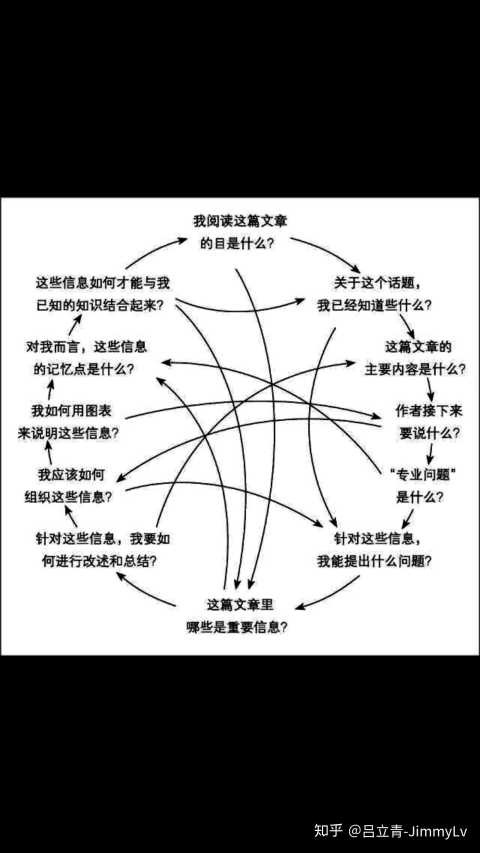 我阅读这篇文章
的目是什么?
关于这个话题，
我已经知道些什么?
这篇文章的
主要内容是什么?
作者接下来
要说什么?
“专业问题”
是什么?
针对这些信息，
我能提出什么问题?
这篇文章里
哪些是重要信息?
针对这些信息，我要如
何进行改述和总结?
我应该如何
组织这些信息?
我如何用图表
来说明这些信息?
对我而言，这些信息
的记忆点是什么?
这些信息如何才能与我
已知的知识结合起来?
知乎 @吕立青-JimmyLv